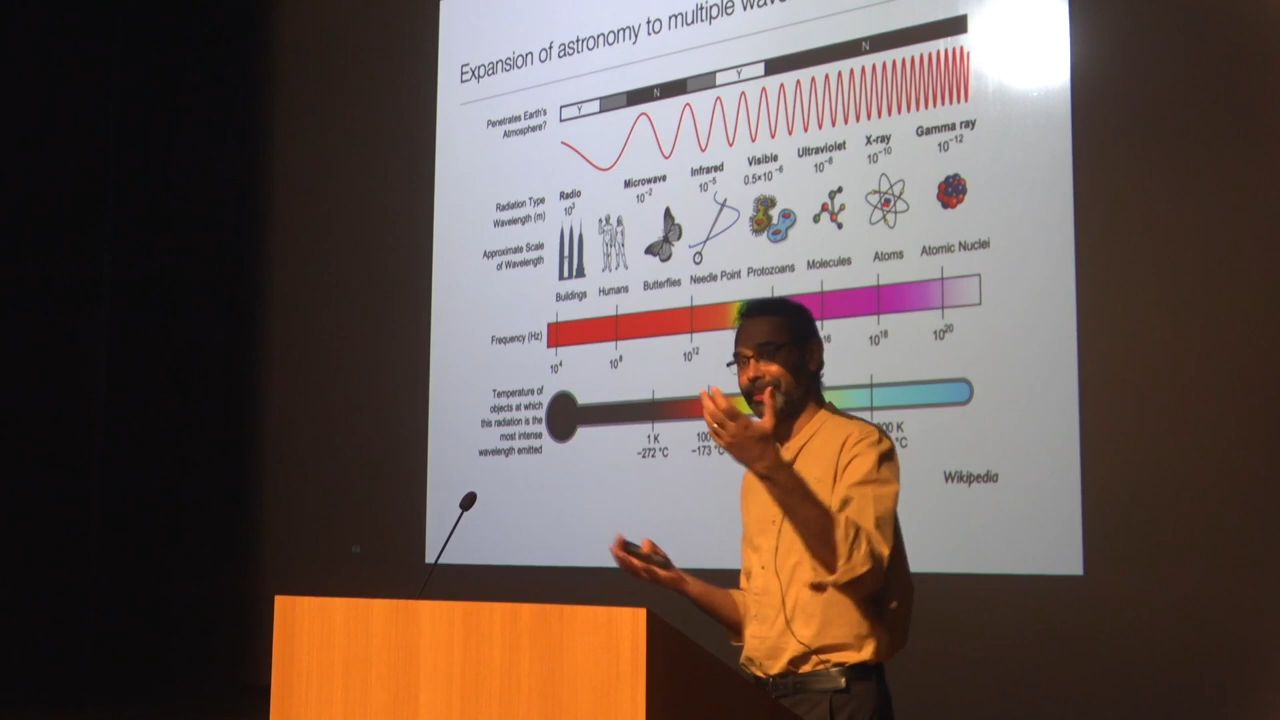 Expansion of astronomy to multiple
Penetrates Earth's
Atmosphere?
Y
N
Y
N
Radiation Type
Wavelength (m)
Radio
10³
Microwave
10⁻²
Infrared
10⁻⁵
Visible
0.5×10⁻⁶
Ultraviolet
10⁻⁸
X-ray
10⁻¹⁰
Gamma ray
10⁻¹²
Approximate Scale
of Wavelength
Buildings
Humans
Butterflies
Needle Point
Protozoans
Molecules
Atoms
Atomic Nuclei
Frequency (Hz)
10⁴
10⁸
10¹²
10¹⁸
10²⁰
Temperature of
objects at which
this radiation is the
most intense
wavelength emitted
1 K
−272 °C
−173 °C
K
°C
Wikipedia